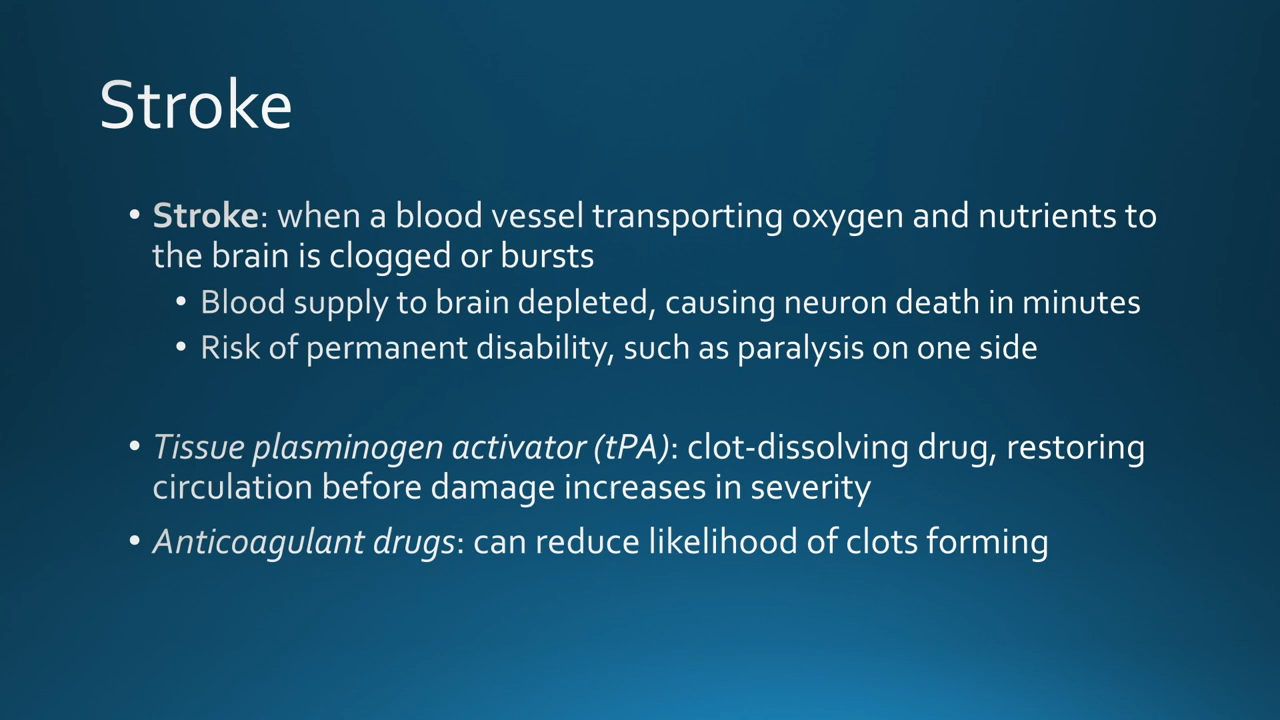 Stroke
• Stroke: when a blood vessel transporting oxygen and nutrients to
the brain is clogged or bursts
• Blood supply to brain depleted, causing neuron death in minutes
• Risk of permanent disability, such as paralysis on one side
• Tissue plasminogen activator (tPA): clot-dissolving drug, restoring
circulation before damage increases in severity
• Anticoagulant drugs: can reduce likelihood of clots forming